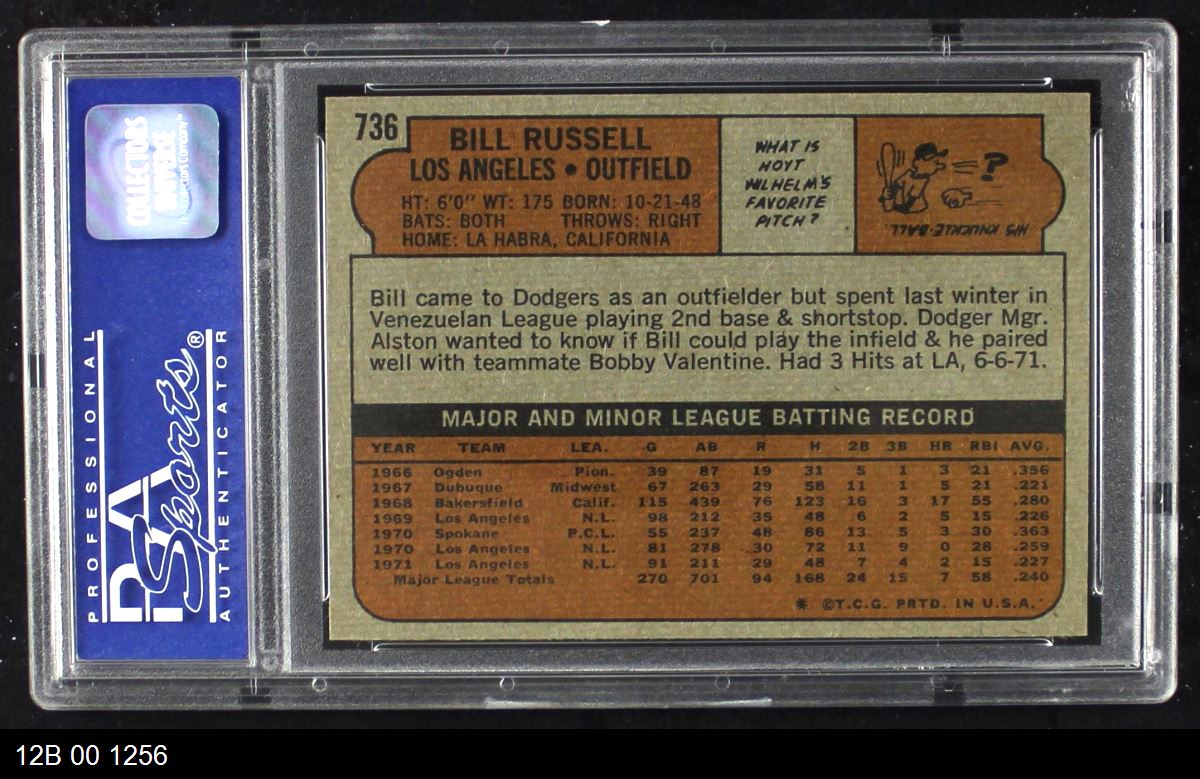 COLLECTORS
UNIVERSE
PROFESSIONAL
PSA
Sports®
AUTHENTICATOR
736
BILL RUSSELL
LOS ANGELES • OUTFIELD
HT: 6'0" WT: 175 BORN: 10-21-48
BATS: BOTH THROWS: RIGHT
HOME: LA HABRA, CALIFORNIA
WHAT IS
HOYT
WILHELM'S
FAVORITE
PITCH?
?
HIS KNUCKLE-BALL
Bill came to Dodgers as an outfielder but spent last winter in
Venezuelan League playing 2nd base & shortstop. Dodger Mgr.
Alston wanted to know if Bill could play the infield & he paired
well with teammate Bobby Valentine. Had 3 Hits at LA, 6-6-71.
MAJOR AND MINOR LEAGUE BATTING RECORD
YEAR TEAM LEA. G AB R H 2B 3B HR RBI AVG.
1966 Ogden Pion. 39 87 19 31 5 1 3 21 .356
1967 Dubuque Midwest 67 263 29 58 11 1 5 21 .221
1968 Bakersfield Calif. 115 439 76 123 16 3 17 55 .280
1969 Los Angeles N.L. 98 212 35 48 6 2 5 15 .226
1970 Spokane P.C.L. 55 237 48 86 13 5 3 30 .363
1970 Los Angeles N.L. 81 278 30 72 11 9 0 28 .259
1971 Los Angeles N.L. 91 211 29 48 7 4 2 15 .227
Major League Totals 270 701 94 168 24 15 7 58 .240
* ©T.C.G. PRTD. IN U.S.A.
12B 00 1256